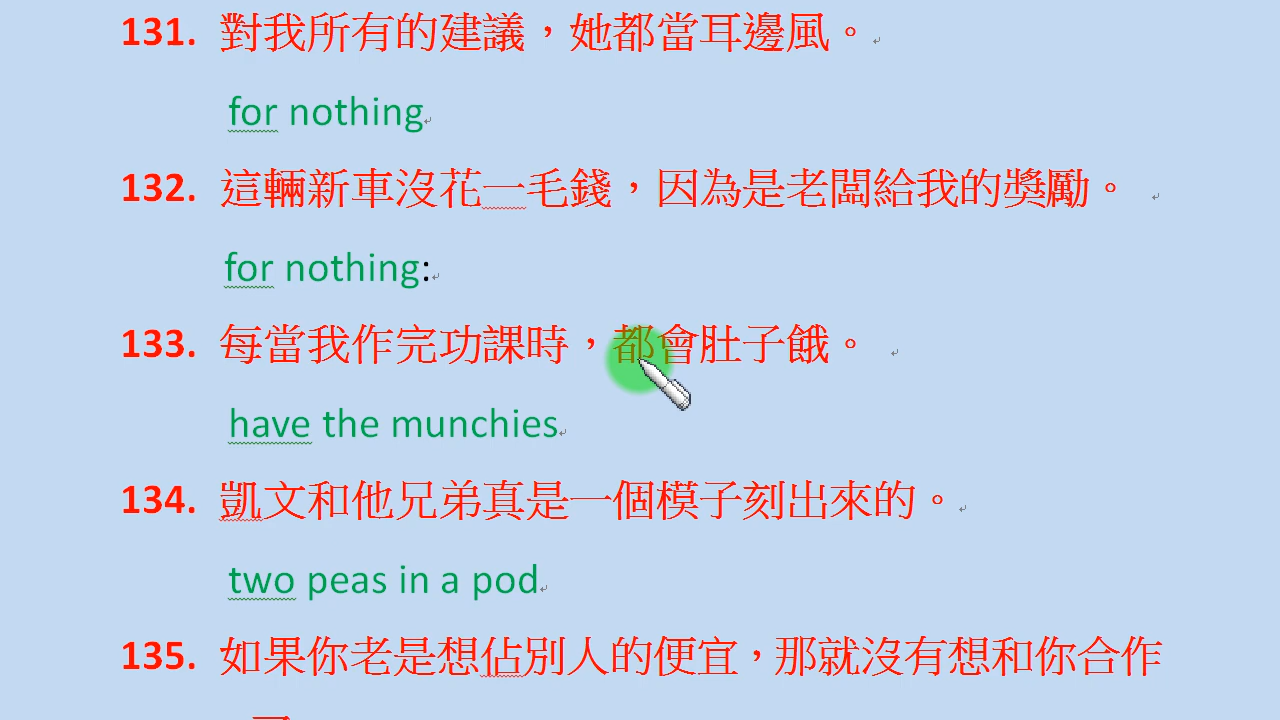 131. 對我所有的建議，她都當耳邊風。
for nothing
132. 這輛新車沒花一毛錢，因為是老闆給我的獎勵。
for nothing:
133. 每當我作完功課時，都會肚子餓。
have the munchies
134. 凱文和他兄弟真是一個模子刻出來的。
two peas in a pod
135. 如果你老是想佔別人的便宜，那就沒有想和你合作